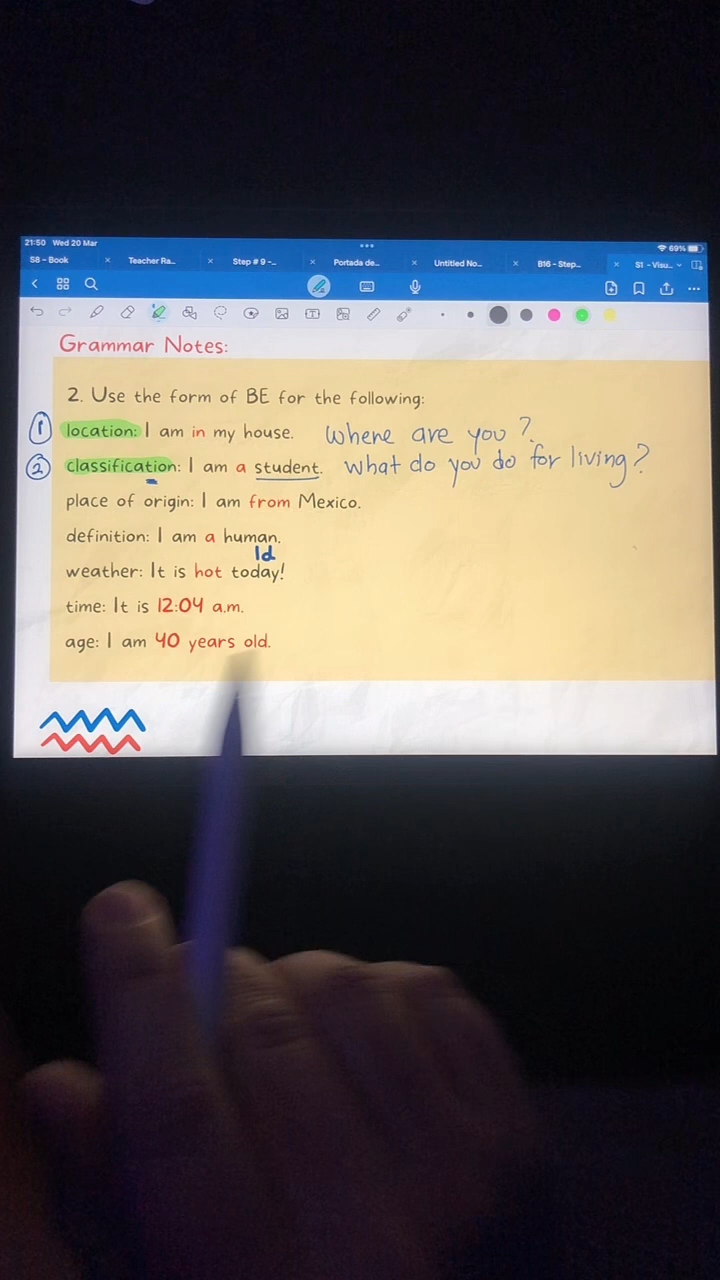 21:50 Wed 20 Mar
69%
S8 - Book
Teacher Ra...
Step # 9 -...
Portada de...
Untitled No...
B16 - Step...
S1 - Visu...
Grammar Notes:
2. Use the form of BE for the following:
1 location: I am in my house. Where are you?
2 classification: I am a student. What do you do for living?
place of origin: I am from Mexico.
definition: I am a human.
ld
weather: It is hot today!
time: It is 12:04 a.m.
age: I am 40 years old.